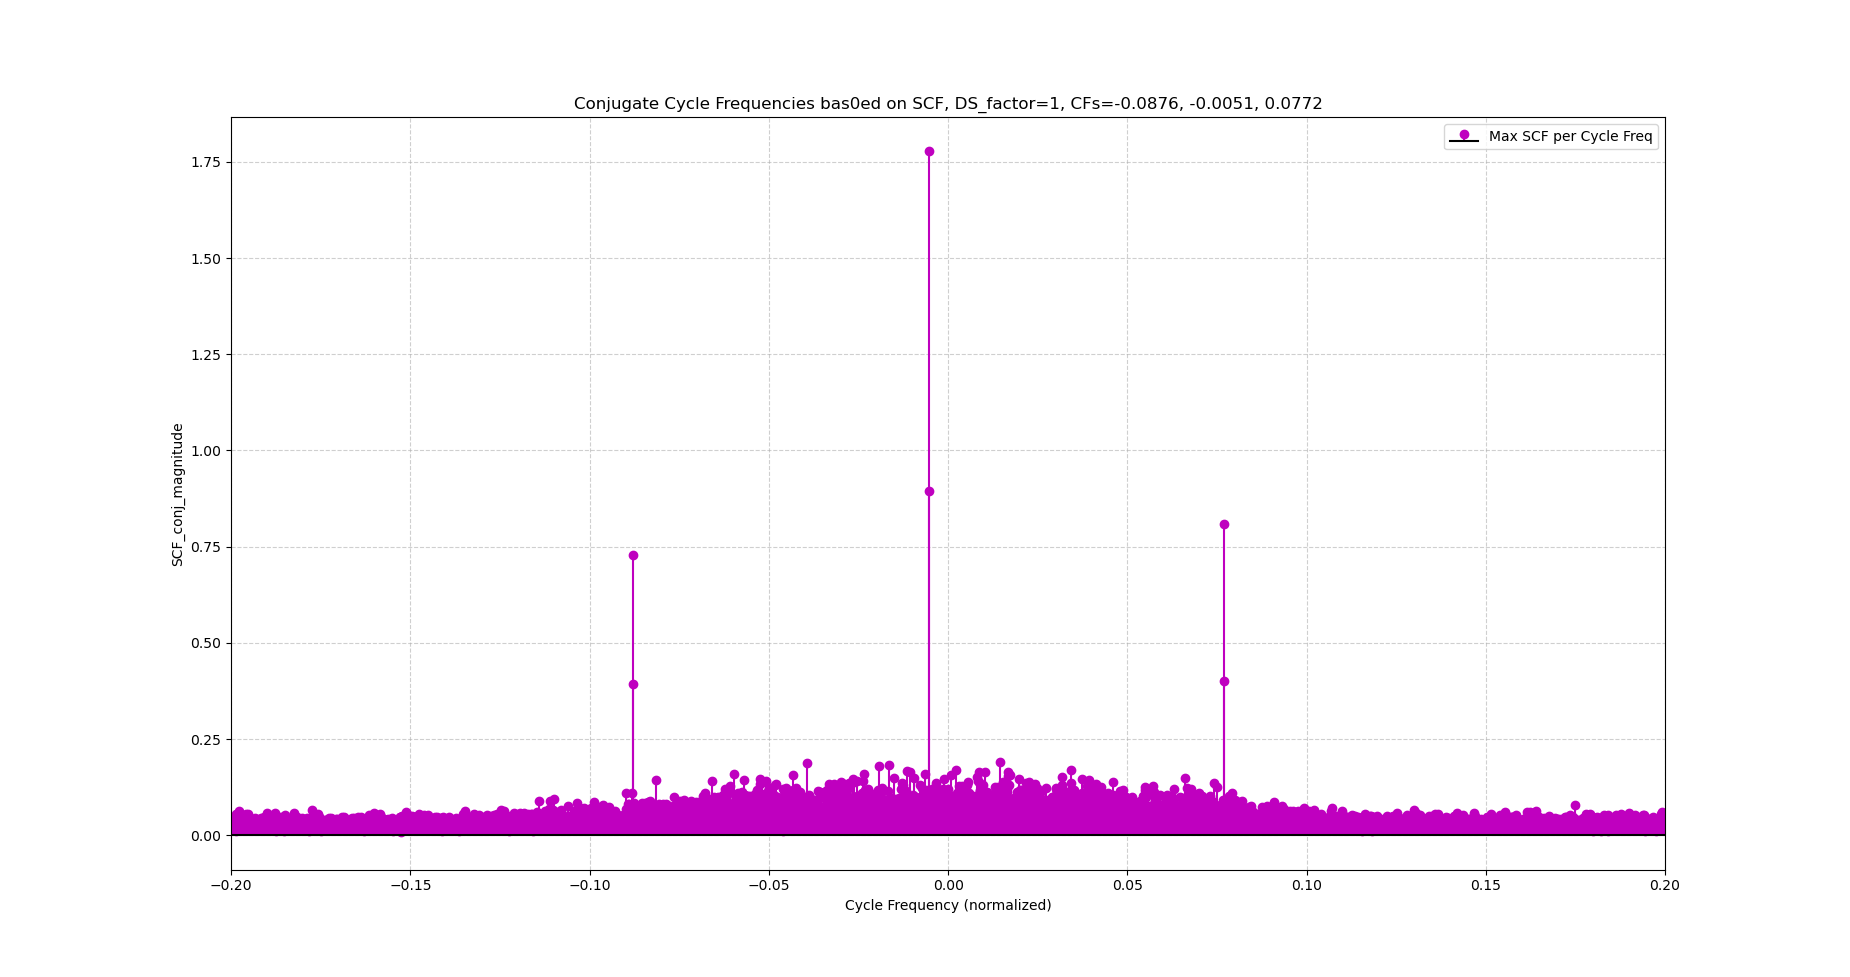 Conjugate Cycle Frequencies bas0ed on SCF, DS_factor=1, CFs=-0.0876, -0.0051, 0.0772
Max SCF per Cycle Freq
1.75
1.50
1.25
1.00
0.75
0.50
0.25
0.00
SCF_conj_magnitude
−0.20 −0.15 −0.10 −0.05 0.00 0.05 0.10 0.15 0.20
Cycle Frequency (normalized)